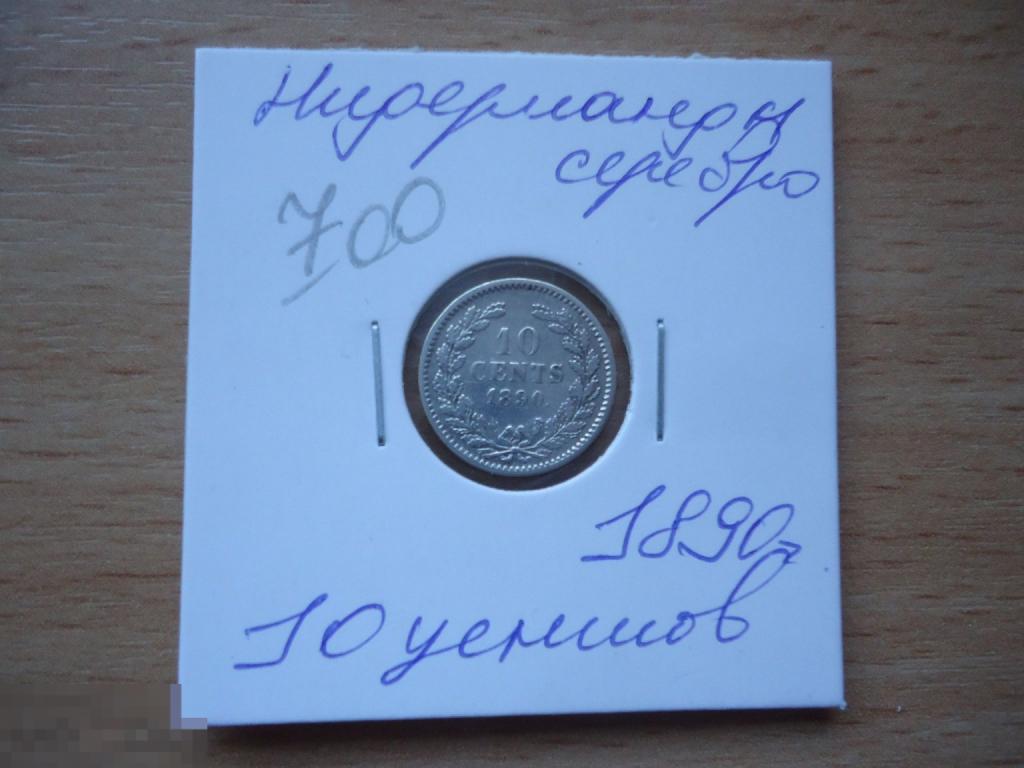 Нидерланды
серебро
700
10
CENTS
1890
1890г
10 центов